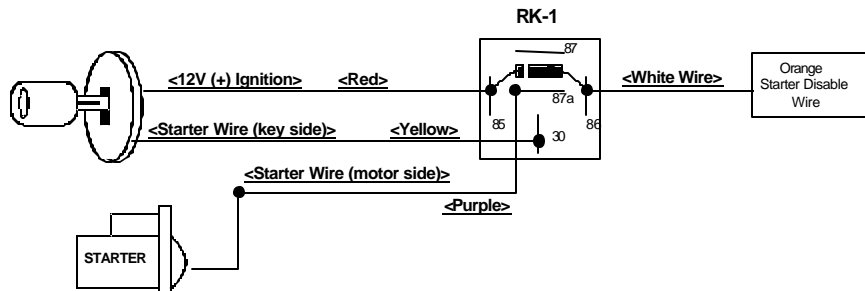 RK-1
87
<12V (+) Ignition> <Red>
<White Wire>
Orange
Starter Disable
Wire
87a
85
86
<Starter Wire (key side)> <Yellow>
30
<Starter Wire (motor side)>
<Purple>
STARTER